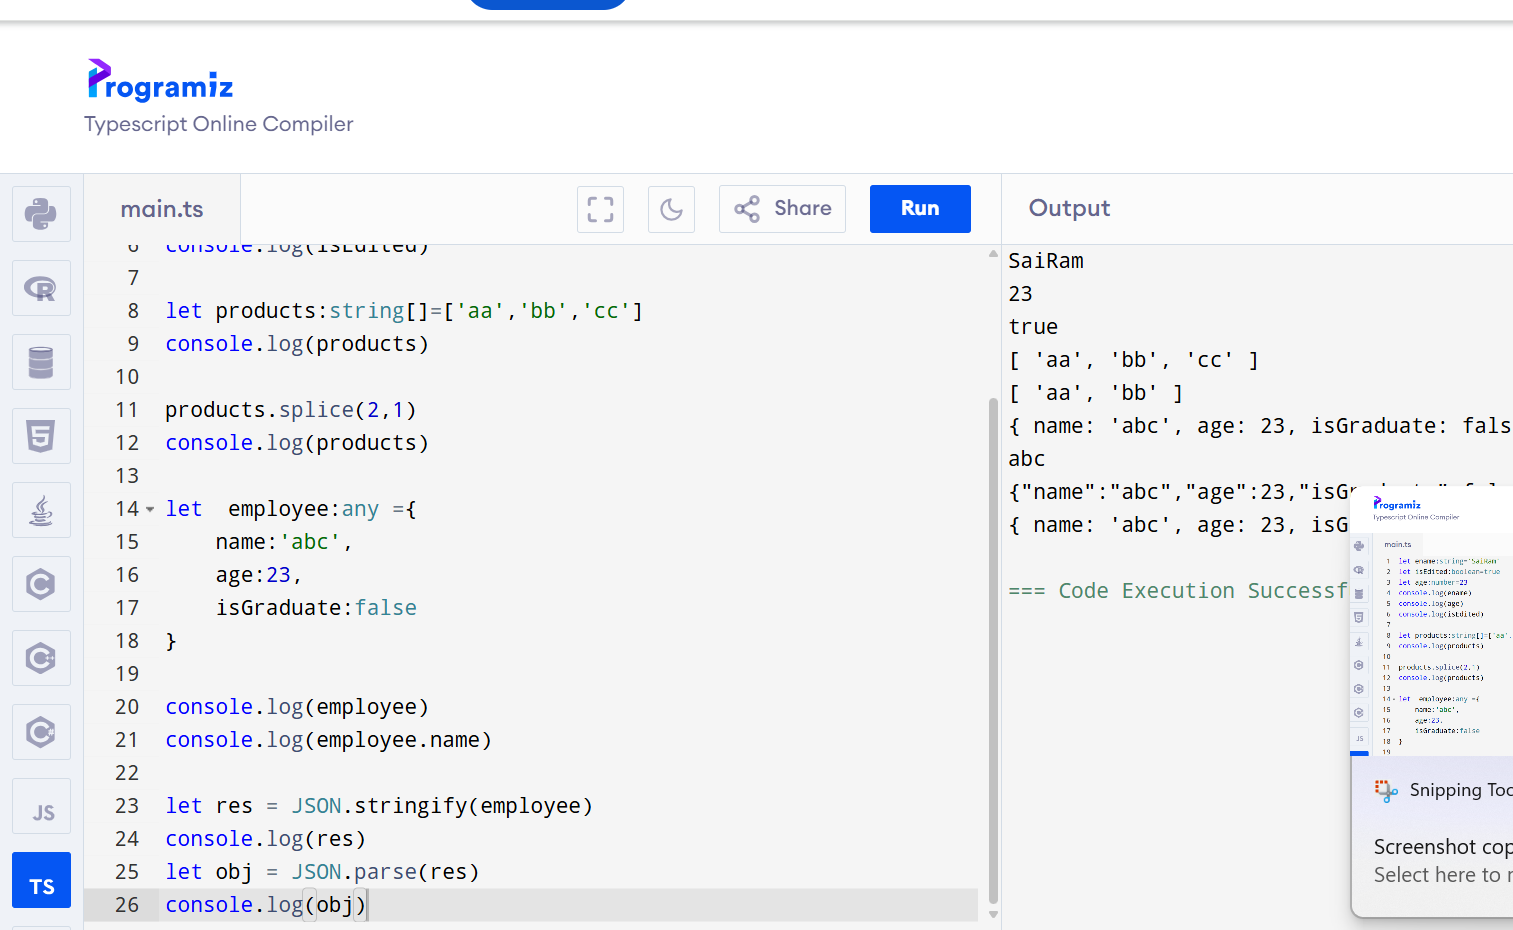 Programiz
Typescript Online Compiler
main.ts
Share
Run
Output
6 console.log(isEdited)
7
8 let products:string[]=['aa','bb','cc']
9 console.log(products)
10
11 products.splice(2,1)
12 console.log(products)
13
14 let  employee:any ={
15     name:'abc',
16     age:23,
17     isGraduate:false
18 }
19
20 console.log(employee)
21 console.log(employee.name)
22
23 let res = JSON.stringify(employee)
24 console.log(res)
25 let obj = JSON.parse(res)
26 console.log(obj)
JS
TS
SaiRam
23
true
[ 'aa', 'bb', 'cc' ]
[ 'aa', 'bb' ]
{ name: 'abc', age: 23, isGraduate: fals
abc
{"name":"abc","age":23,"isGr
{ name: 'abc', age: 23, isG
=== Code Execution Successf
Programiz
Typescript Online Compiler
main.ts
1 let ename:string='SaiRam'
2 let isEdited:boolean=true
3 let age:number=23
4 console.log(ename)
5 console.log(age)
6 console.log(isEdited)
7
8 let products:string[]=['aa'
9 console.log(products)
10
11 products.splice(2,1)
12 console.log(products)
13
14 let  employee:any ={
15     name:'abc',
16     age:23,
17     isGraduate:false
18 }
19
JS
Snipping Too
Screenshot cop
Select here to